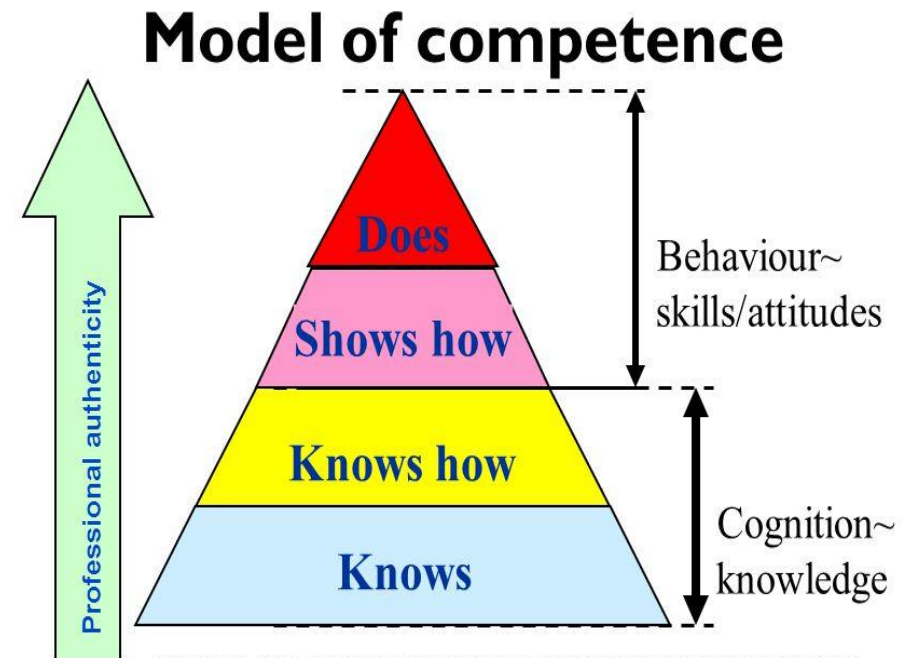 Model of competence
Professional authenticity
Does
Shows how
Knows how
Knows
Behaviour~
skills/attitudes
Cognition~
knowledge